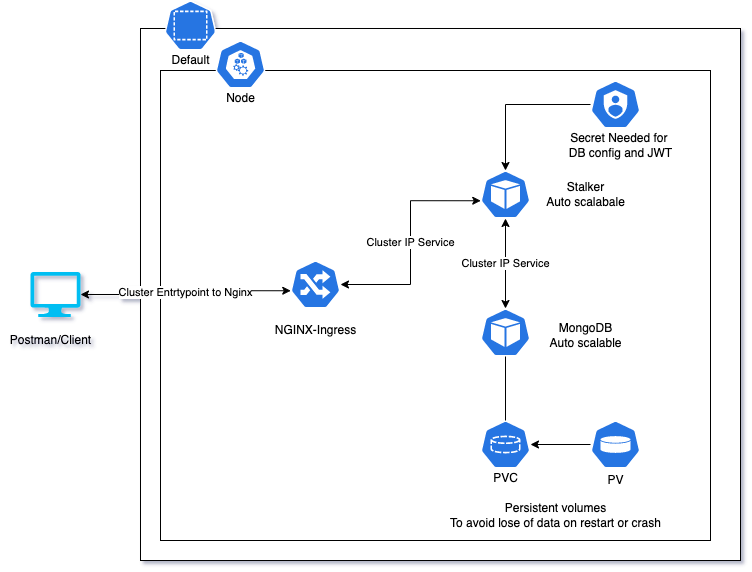 Default
Node
Secret Needed for
DB config and JWT
Stalker
Auto scalabale
Cluster IP Service
Cluster IP Service
Cluster Entrtypoint to Nginx
NGINX-Ingress
MongoDB
Auto scalable
Postman/Client
PVC
PV
Persistent volumes
To avoid lose of data on restart or crash